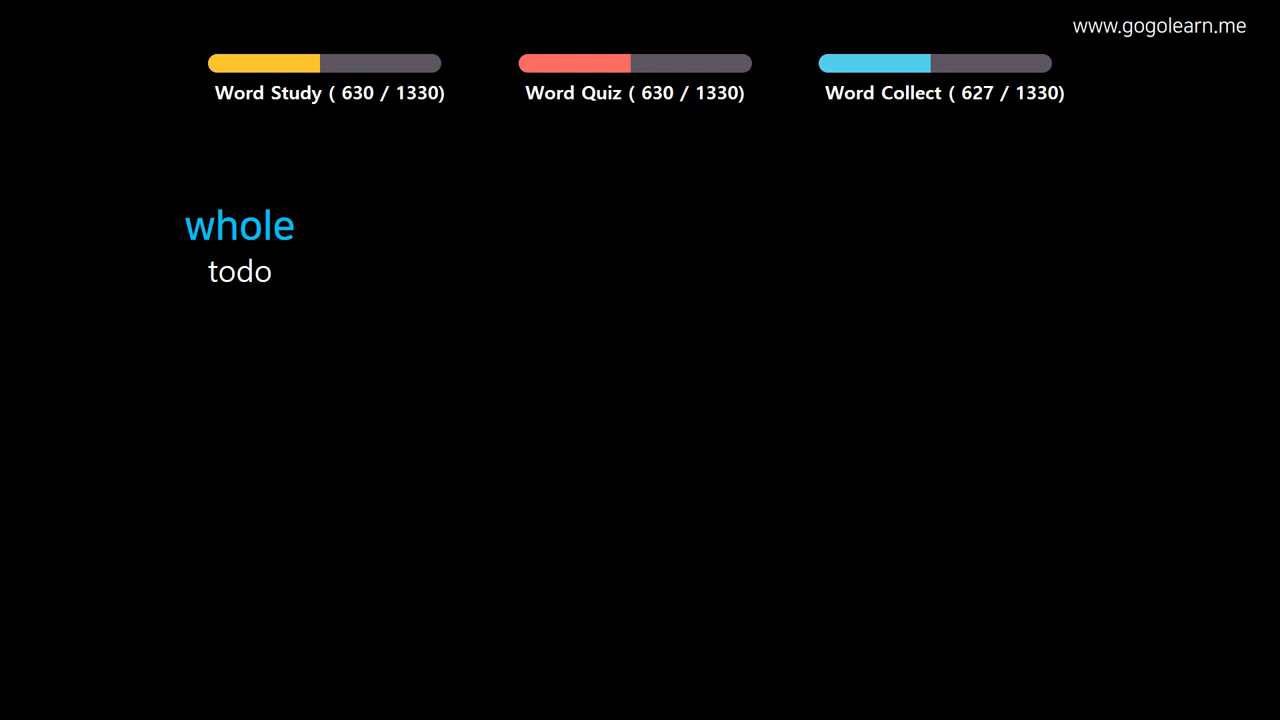 www.gogolearn.me
Word Study ( 630 / 1330)
Word Quiz ( 630 / 1330)
Word Collect ( 627 / 1330)
whole
todo